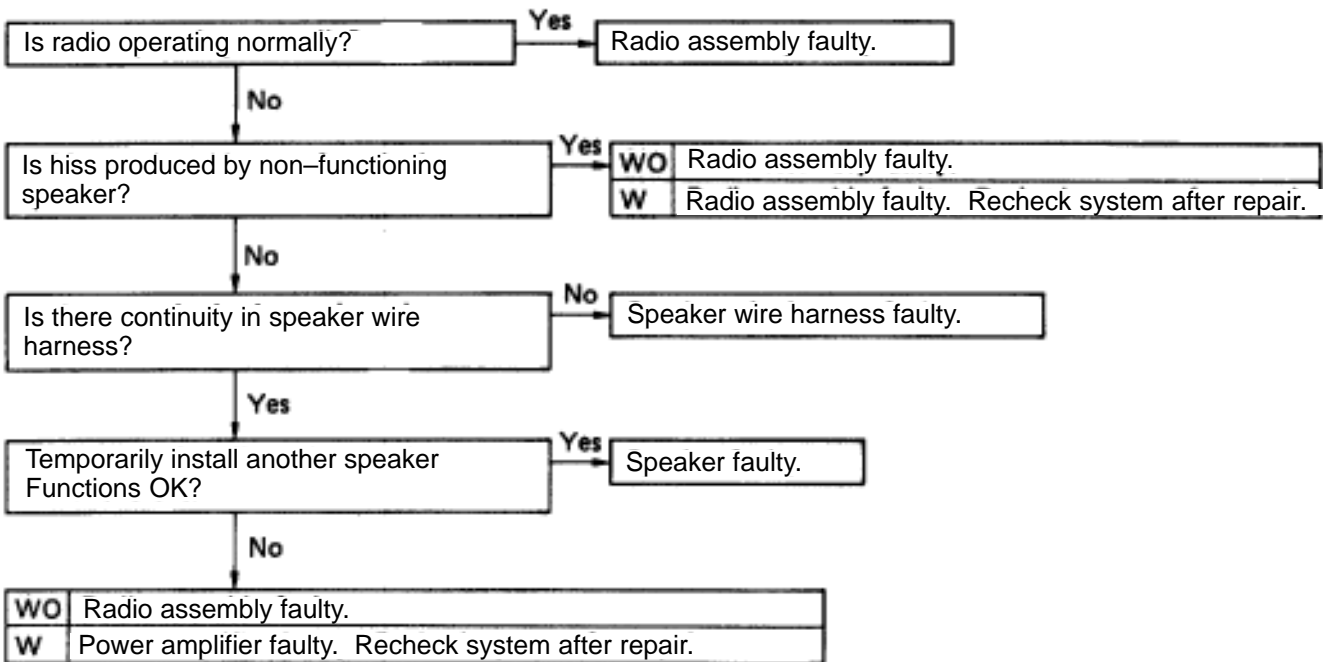 Is radio operating normally?
Yes
Radio assembly faulty.
No
Is hiss produced by non–functioning
speaker?
Yes
WO Radio assembly faulty.
W Radio assembly faulty. Recheck system after repair.
No
Is there continuity in speaker wire
harness?
No
Speaker wire harness faulty.
Yes
Temporarily install another speaker
Functions OK?
Yes
Speaker faulty.
No
WO Radio assembly faulty.
W Power amplifier faulty. Recheck system after repair.